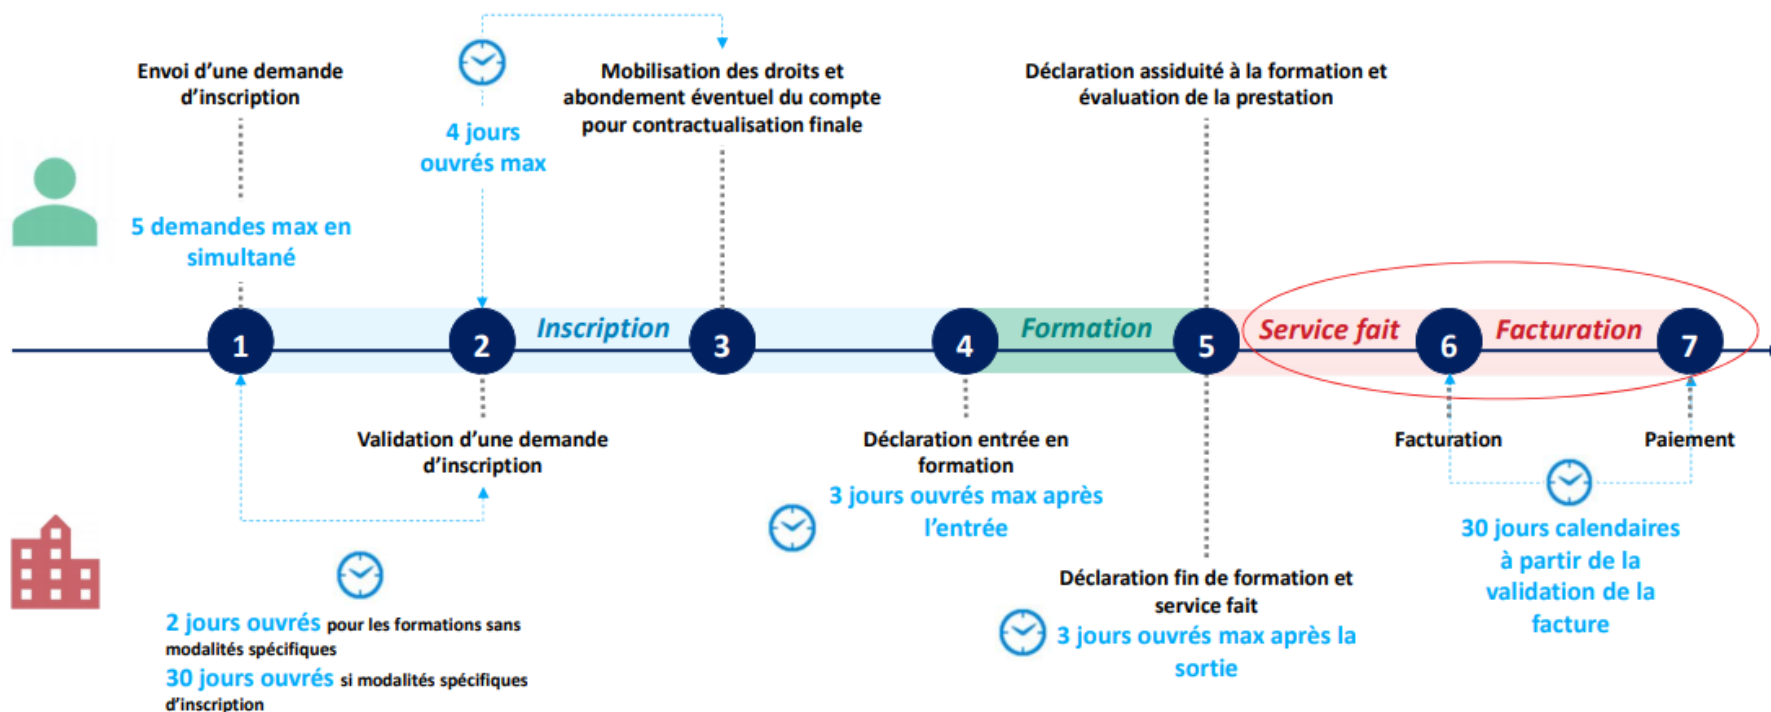 Envoi d’une demande
d’inscription
5 demandes max en
simultané
4 jours
ouvrés max
Mobilisation des droits et
abondement éventuel du compte
pour contractualisation finale
Déclaration assiduité à la formation et
évaluation de la prestation
1
2
Inscription
3
4
Formation
5
Service fait
6
Facturation
7
Validation d’une demande
d’inscription
2 jours ouvrés pour les formations sans
modalités spécifiques
30 jours ouvrés si modalités spécifiques
d’inscription
Déclaration entrée en
formation
3 jours ouvrés max après
l’entrée
Déclaration fin de formation et
service fait
3 jours ouvrés max après la
sortie
Facturation
Paiement
30 jours calendaires
à partir de la
validation de la
facture